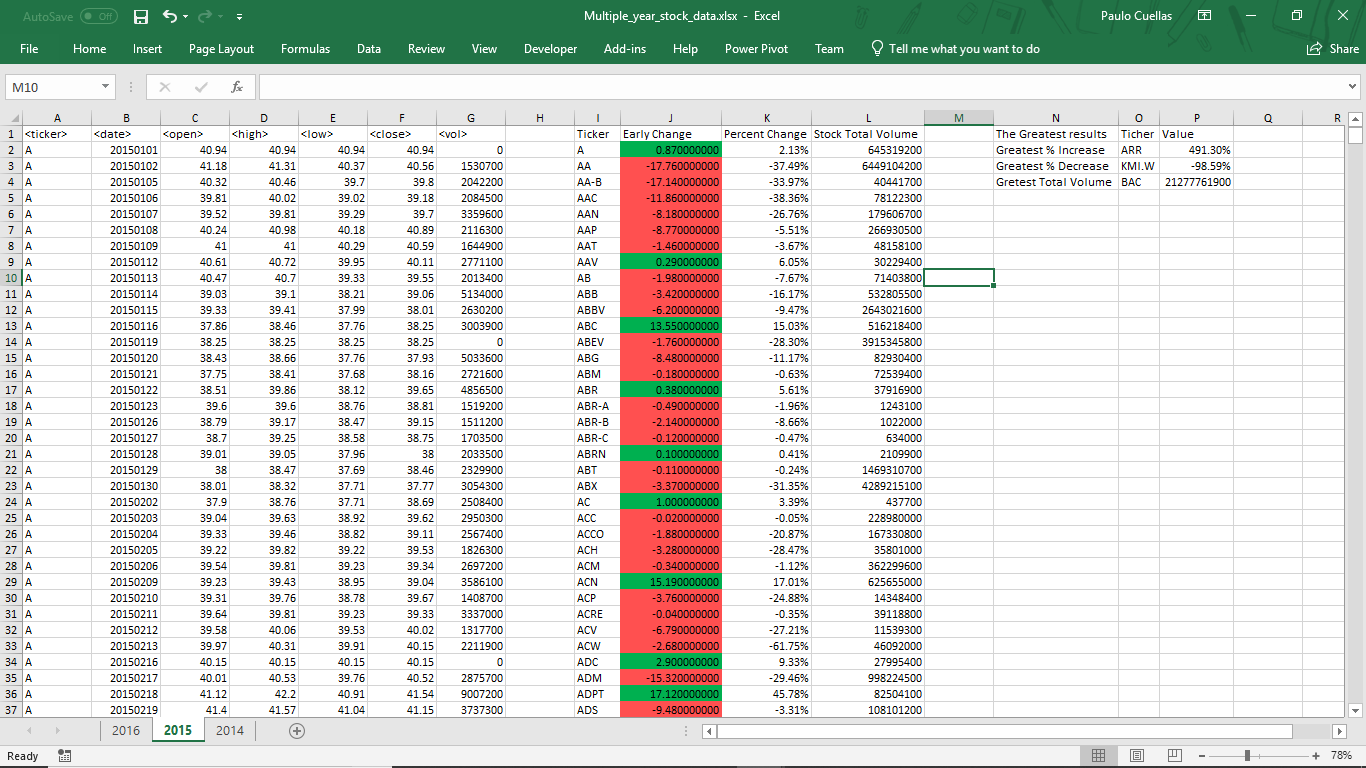 AutoSave Off Multiple_year_stock_data.xlsx - Excel Paulo Cuellas
File Home Insert Page Layout Formulas Data Review View Developer Add-ins Help Power Pivot Team Tell me what you want to do Share
M10 fx
A B C D E F G H I J K L M N O P Q R
1 <ticker> <date> <open> <high> <low> <close> <vol> Ticker Early Change Percent Change Stock Total Volume The Greatest results Ticher Value
2 A 20150101 40.94 40.94 40.94 40.94 0 A 0.870000000 2.13% 645319200 Greatest % Increase ARR 491.30%
3 A 20150102 41.18 41.31 40.37 40.56 1530700 AA -17.760000000 -37.49% 6449104200 Greatest % Decrease KMI.W -98.59%
4 A 20150105 40.32 40.46 39.7 39.8 2042200 AA-B -17.140000000 -33.97% 40441700 Gretest Total Volume BAC 21277761900
5 A 20150106 39.81 40.02 39.02 39.18 2084500 AAC -11.860000000 -38.36% 78122300
6 A 20150107 39.52 39.81 39.29 39.7 3359600 AAN -8.180000000 -26.76% 179606700
7 A 20150108 40.24 40.98 40.18 40.89 2116300 AAP -8.770000000 -5.51% 266930500
8 A 20150109 41 41 40.29 40.59 1644900 AAT -1.460000000 -3.67% 48158100
9 A 20150112 40.61 40.72 39.95 40.11 2771100 AAV 0.290000000 6.05% 30229400
10 A 20150113 40.47 40.7 39.33 39.55 2013400 AB -1.980000000 -7.67% 71403800
11 A 20150114 39.03 39.1 38.21 39.06 5134000 ABB -3.420000000 -16.17% 532805500
12 A 20150115 39.33 39.41 37.99 38.01 2630200 ABBV -6.200000000 -9.47% 2643021600
13 A 20150116 37.86 38.46 37.76 38.25 3003900 ABC 13.550000000 15.03% 516218400
14 A 20150119 38.25 38.25 38.25 38.25 0 ABEV -1.760000000 -28.30% 3915345800
15 A 20150120 38.43 38.66 37.76 37.93 5033600 ABG -8.480000000 -11.17% 82930400
16 A 20150121 37.75 38.41 37.68 38.16 2721600 ABM -0.180000000 -0.63% 72539400
17 A 20150122 38.51 39.86 38.12 39.65 4856500 ABR 0.380000000 5.61% 37916900
18 A 20150123 39.6 39.6 38.76 38.81 1519200 ABR-A -0.490000000 -1.96% 1243100
19 A 20150126 38.79 39.17 38.47 39.15 1511200 ABR-B -2.140000000 -8.66% 1022000
20 A 20150127 38.7 39.25 38.58 38.75 1703500 ABR-C -0.120000000 -0.47% 634000
21 A 20150128 39.01 39.05 37.96 38 2033500 ABRN 0.100000000 0.41% 2109900
22 A 20150129 38 38.47 37.69 38.46 2329900 ABT -0.110000000 -0.24% 1469310700
23 A 20150130 38.01 38.32 37.71 37.77 3054300 ABX -3.370000000 -31.35% 4289215100
24 A 20150202 37.9 38.76 37.71 38.69 2508400 AC 1.000000000 3.39% 437700
25 A 20150203 39.04 39.63 38.92 39.62 2950300 ACC -0.020000000 -0.05% 228980000
26 A 20150204 39.33 39.46 38.82 39.11 2567400 ACCO -1.880000000 -20.87% 167330800
27 A 20150205 39.22 39.82 39.22 39.53 1826300 ACH -3.280000000 -28.47% 35801000
28 A 20150206 39.54 39.81 39.23 39.34 2697200 ACM -0.340000000 -1.12% 362299600
29 A 20150209 39.23 39.43 38.95 39.04 3586100 ACN 15.190000000 17.01% 625655000
30 A 20150210 39.31 39.76 38.78 39.67 1408700 ACP -3.760000000 -24.88% 14348400
31 A 20150211 39.64 39.81 39.23 39.33 3337000 ACRE -0.040000000 -0.35% 39118800
32 A 20150212 39.58 40.06 39.53 40.02 1317700 ACV -6.790000000 -27.21% 11539300
33 A 20150213 39.97 40.31 39.91 40.15 2211900 ACW -2.680000000 -61.75% 46092000
34 A 20150216 40.15 40.15 40.15 40.15 0 ADC 2.900000000 9.33% 27995400
35 A 20150217 40.01 40.53 39.76 40.52 2875700 ADM -15.320000000 -29.46% 998224500
36 A 20150218 41.12 42.2 40.91 41.54 9007200 ADPT 17.120000000 45.78% 82504100
37 A 20150219 41.4 41.57 41.04 41.15 3737300 ADS -9.480000000 -3.31% 108101200
2016 2015 2014
Ready 78%